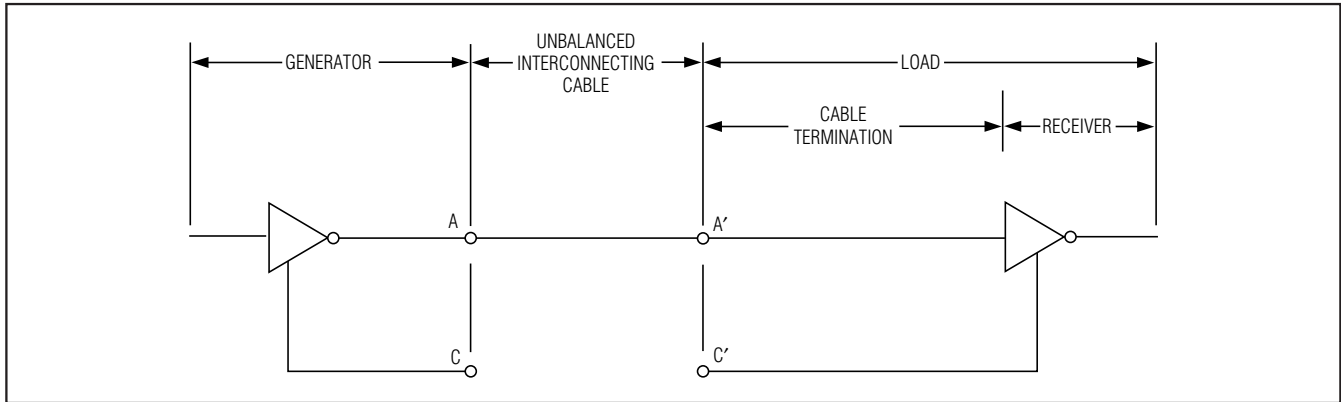 GENERATOR
UNBALANCED
INTERCONNECTING
CABLE
LOAD
CABLE
TERMINATION
RECEIVER
A
A′
C
C′